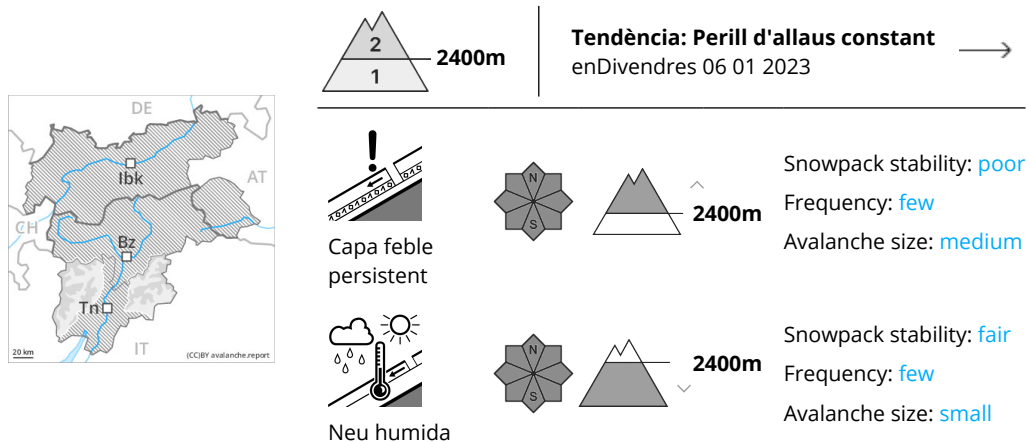 2
1
2400m
Tendència: Perill d'allaus constant
enDivendres 06 01 2023
DE
Ibk
AT
CH
Bz
Tn
IT
20 km
(CC)BY avalanche.report
N
S
2400m
Snowpack stability: poor
Frequency: few
Avalanche size: medium
Capa feble
persistent
N
S
2400m
Snowpack stability: fair
Frequency: few
Avalanche size: small
Neu humida